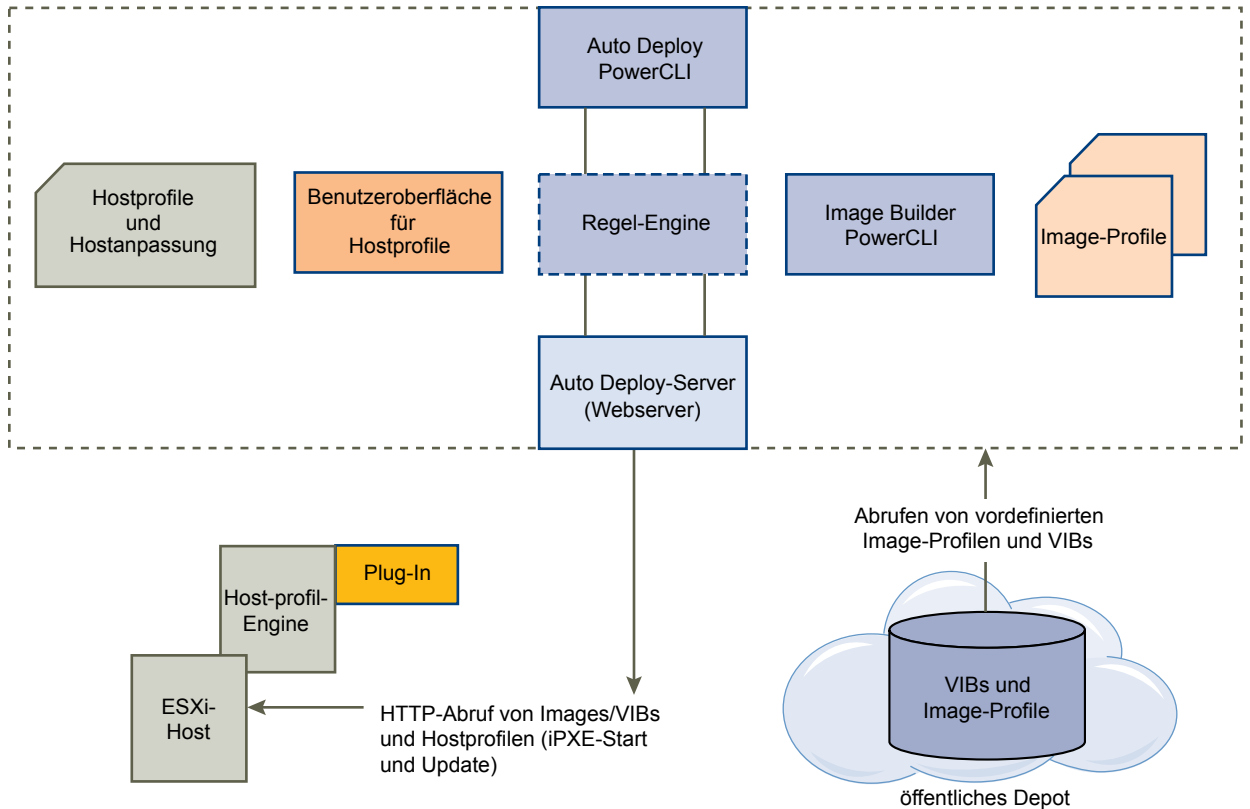 Auto Deploy
PowerCLI
Hostprofile
und
Hostanpassung
Benutzeroberfläche
für
Hostprofile
Regel-Engine
Image Builder
PowerCLI
Image-Profile
Auto Deploy-Server
(Webserver)
Abrufen von vordefinierten
Image-Profilen und VIBs
Plug-In
Host-profil-
Engine
ESXi-
Host
HTTP-Abruf von Images/VIBs
und Hostprofilen (iPXE-Start
und Update)
VIBs und
Image-Profile
öffentliches Depot